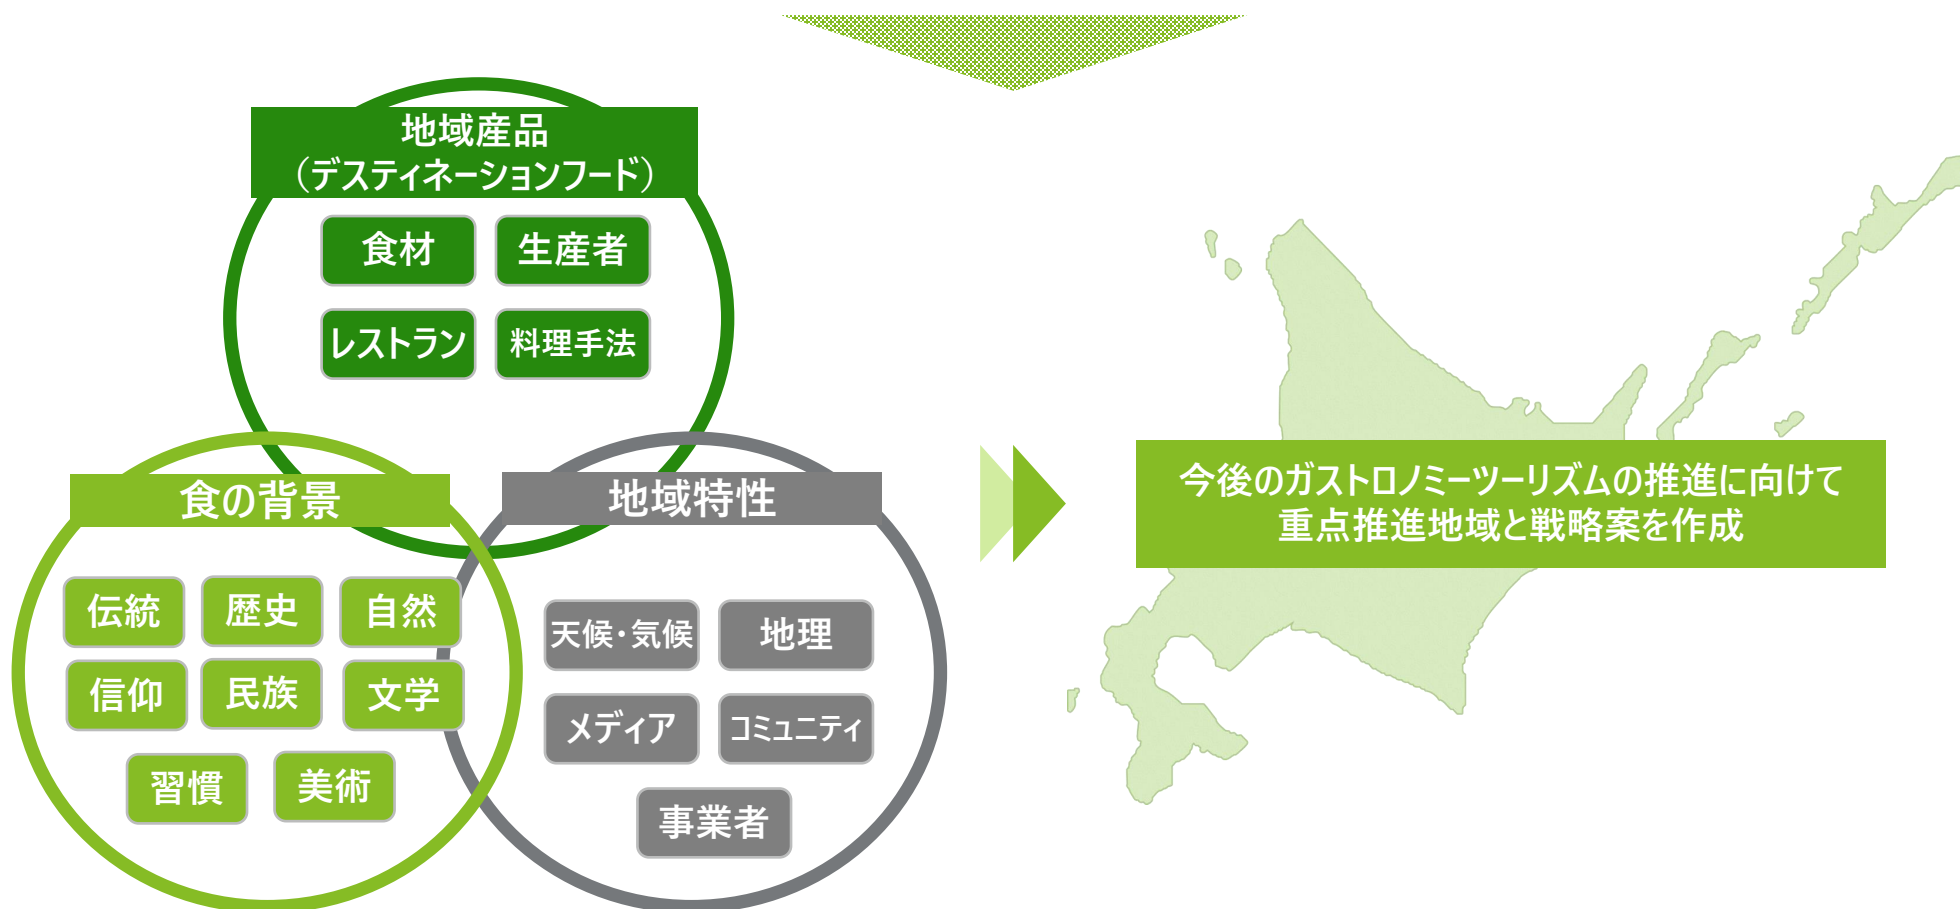 地域産品
（デスティネーションフード）
食材
生産者
レストラン
料理手法
食の背景
伝統
歴史
自然
信仰
民族
文学
習慣
美術
地域特性
天候・気候
地理
メディア
コミュニティ
事業者
今後のガストロノミーツーリズムの推進に向けて
重点推進地域と戦略案を作成